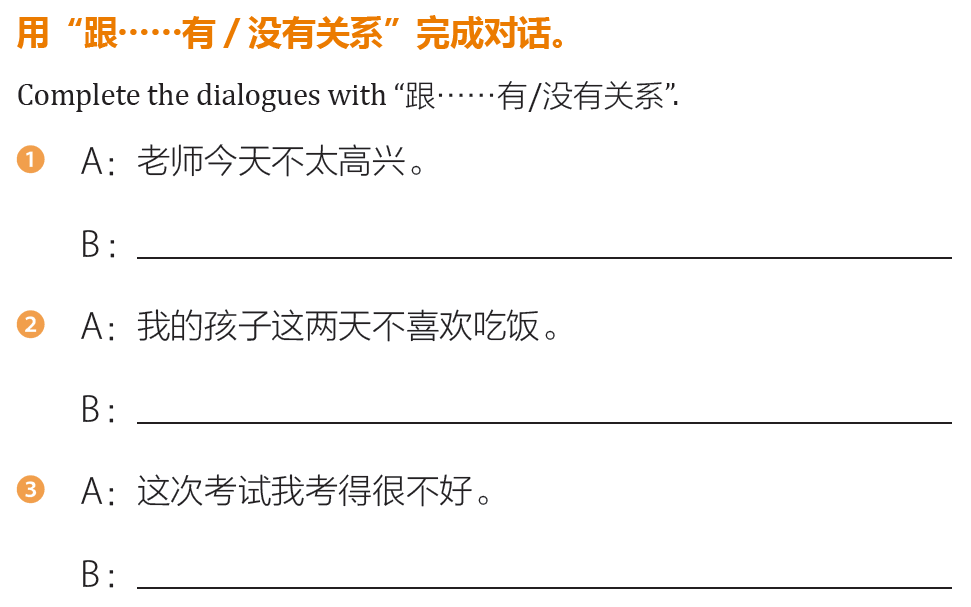 用“跟……有 / 没有关系”完成对话。
Complete the dialogues with “跟……有/没有关系”.
1 A：老师今天不太高兴。
B：
2 A：我的孩子这两天不喜欢吃饭。
B：
3 A：这次考试我考得很不好。
B：